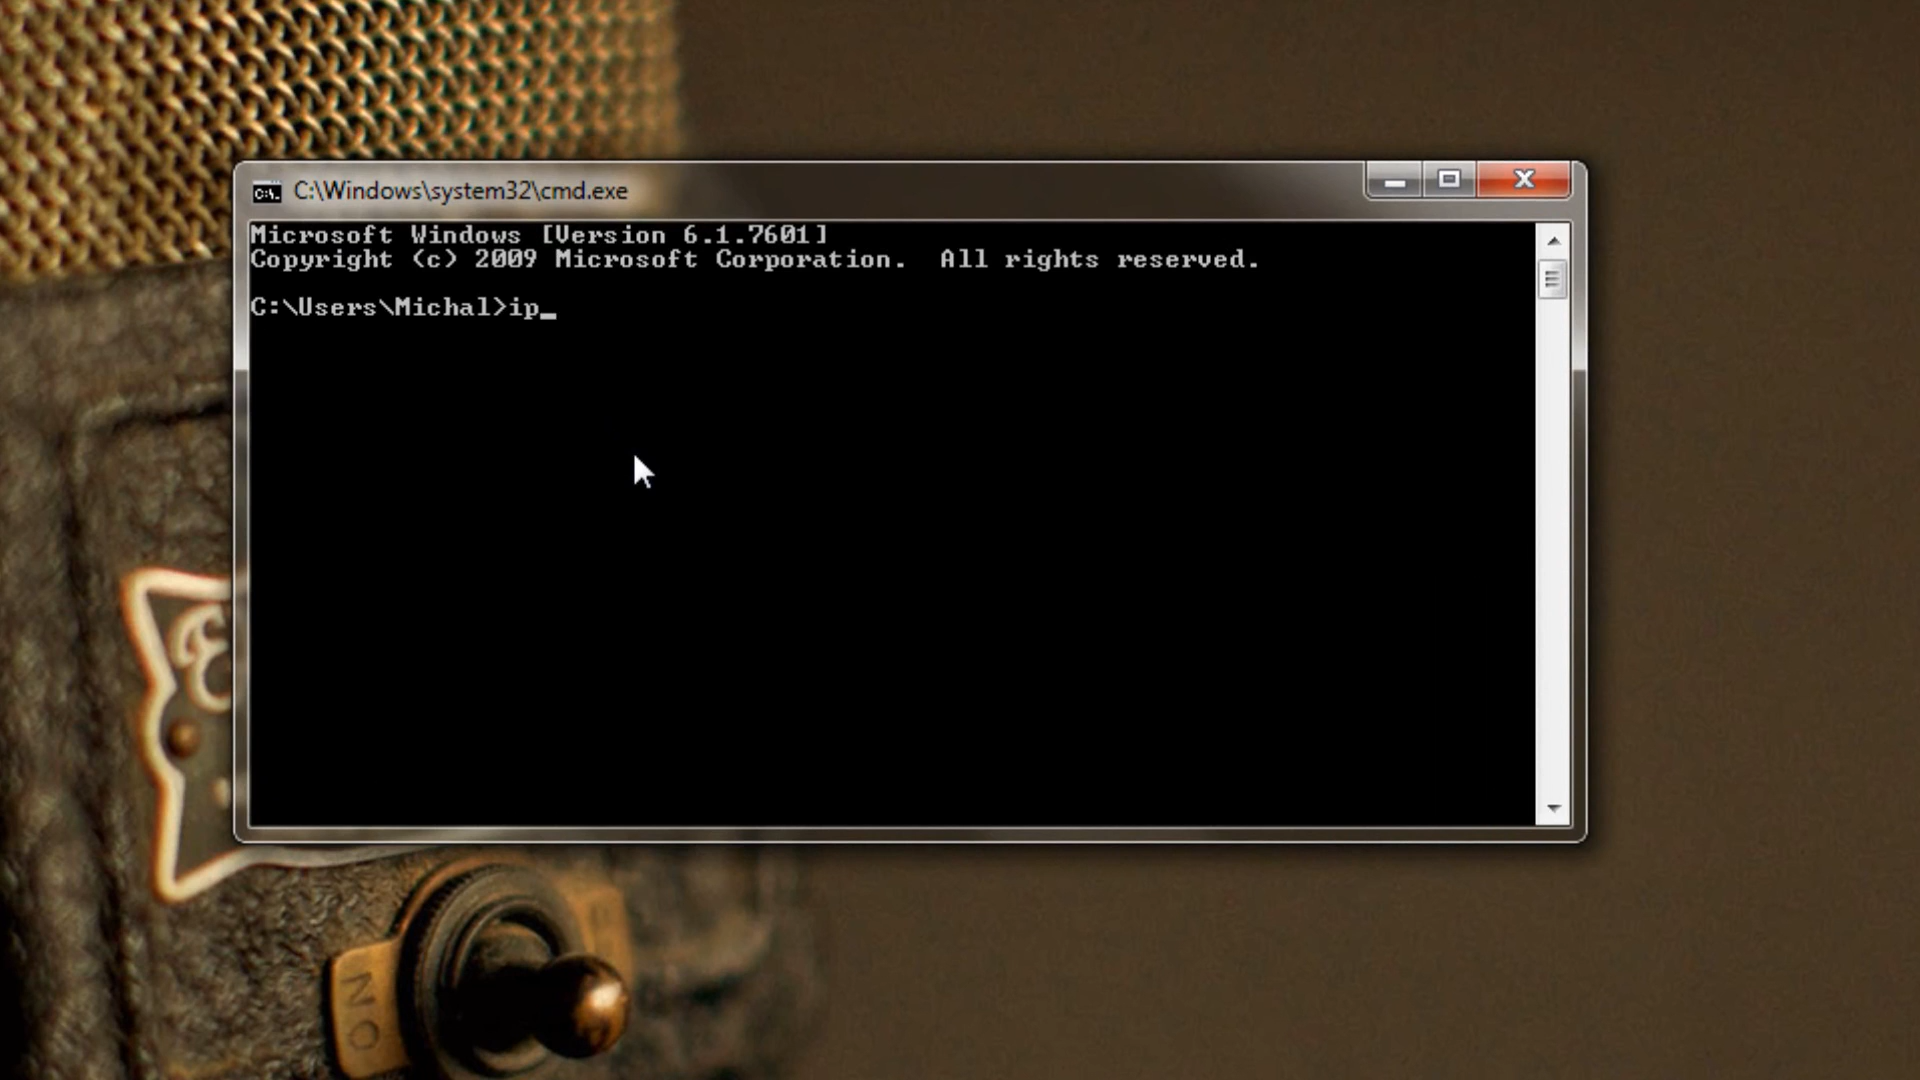 C:\Windows\system32\cmd.exe
Microsoft Windows [Version 6.1.7601]
Copyright (c) 2009 Microsoft Corporation.  All rights reserved.
C:\Users\Michal>ip_
NO